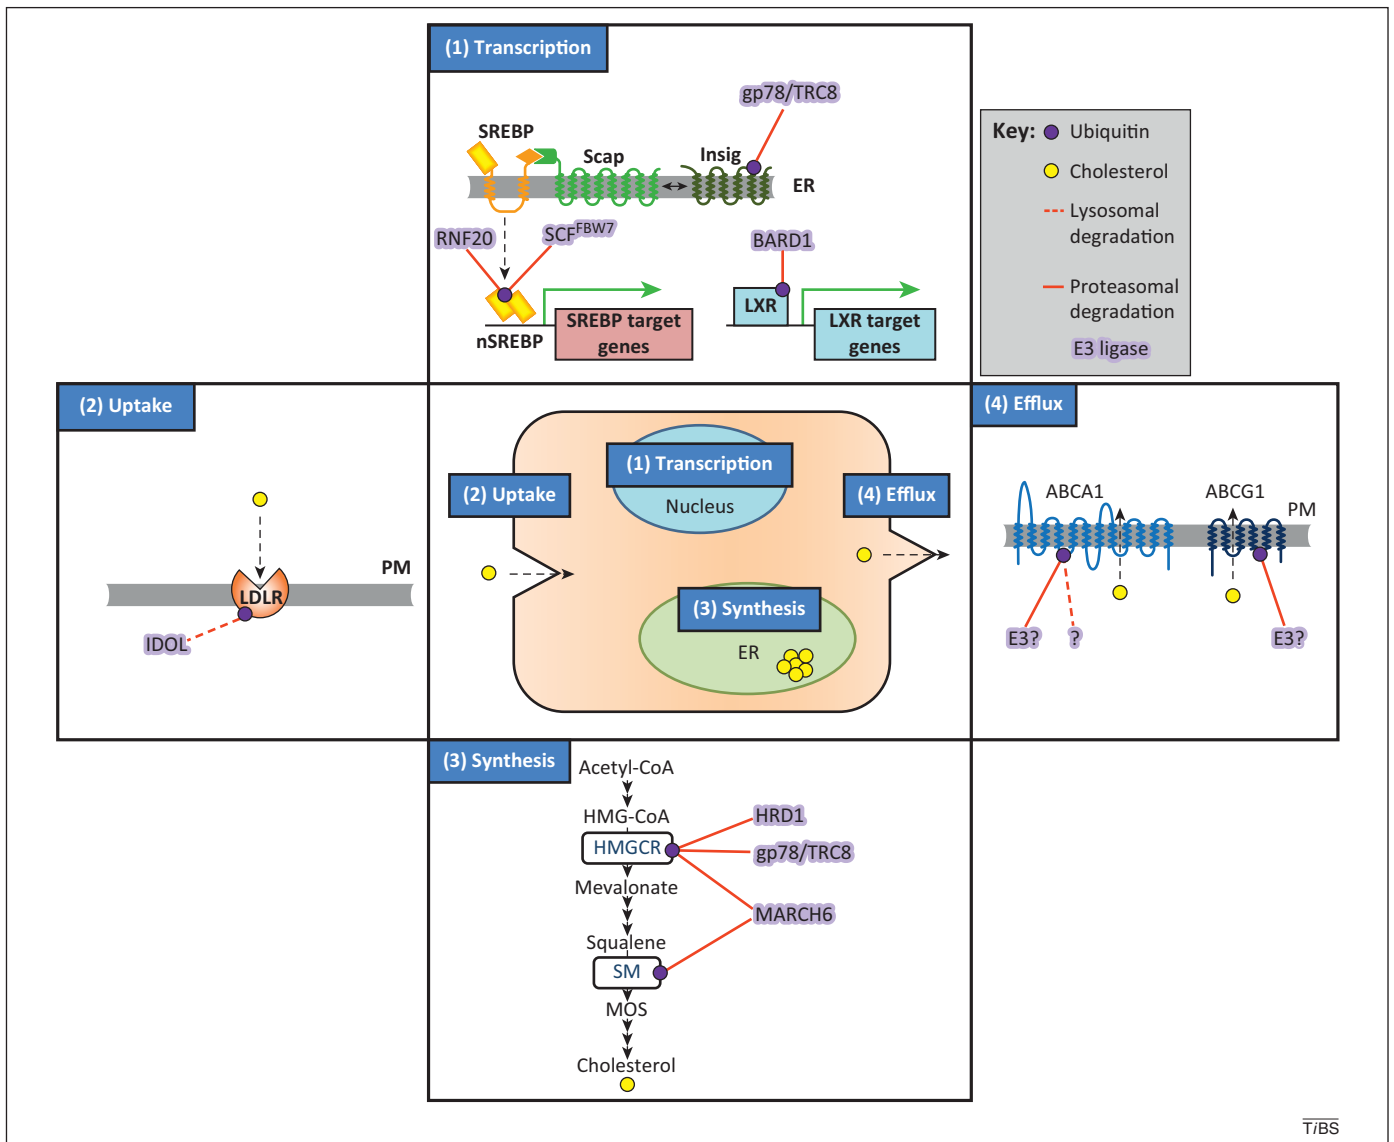 (1) Transcription
gp78/TRC8
SREBP
Scap
Insig
ER
RNF20
SCFFBW7
BARD1
LXR
nSREBP
SREBP target
genes
LXR target
genes
Key:
Ubiquitin
Cholesterol
Lysosomal
degradation
Proteasomal
degradation
E3 ligase
(2) Uptake
PM
LDLR
IDOL
(1) Transcription
Nucleus
(2) Uptake
(4) Efflux
(3) Synthesis
ER
(4) Efflux
ABCA1
ABCG1
PM
E3?
?
E3?
(3) Synthesis
Acetyl-CoA
HMG-CoA
HMGCR
Mevalonate
Squalene
SM
MOS
Cholesterol
HRD1
gp78/TRC8
MARCH6
TiBS